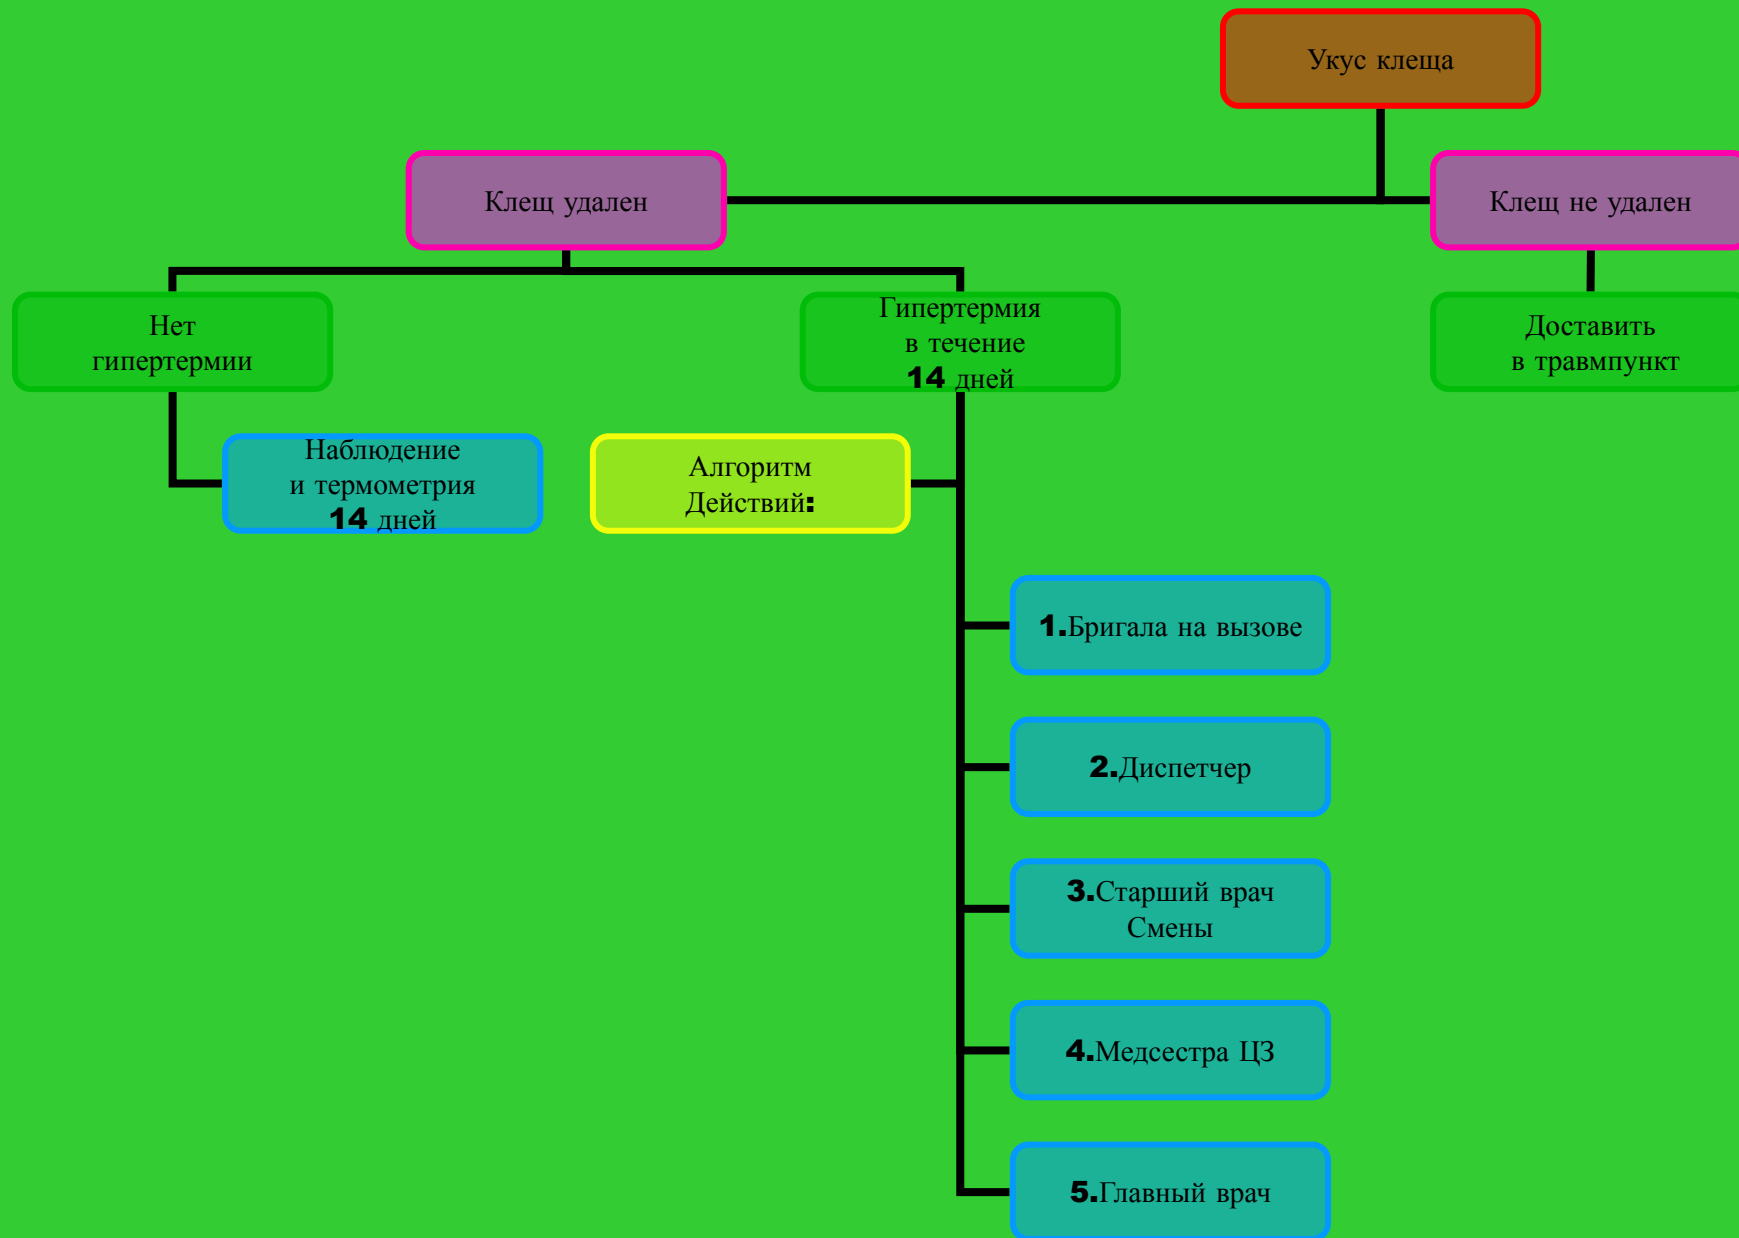 Укус клеща
Клещ удален
Клещ не удален
Нет
гипертермии
Гипертермия
в течение
14 дней
Доставить
в травмпункт
Наблюдение
и термометрия
14 дней
Алгоритм
Действий:
1.Бригала на вызове
2.Диспетчер
3.Старший врач
Смены
4.Медсестра ЦЗ
5.Главный врач